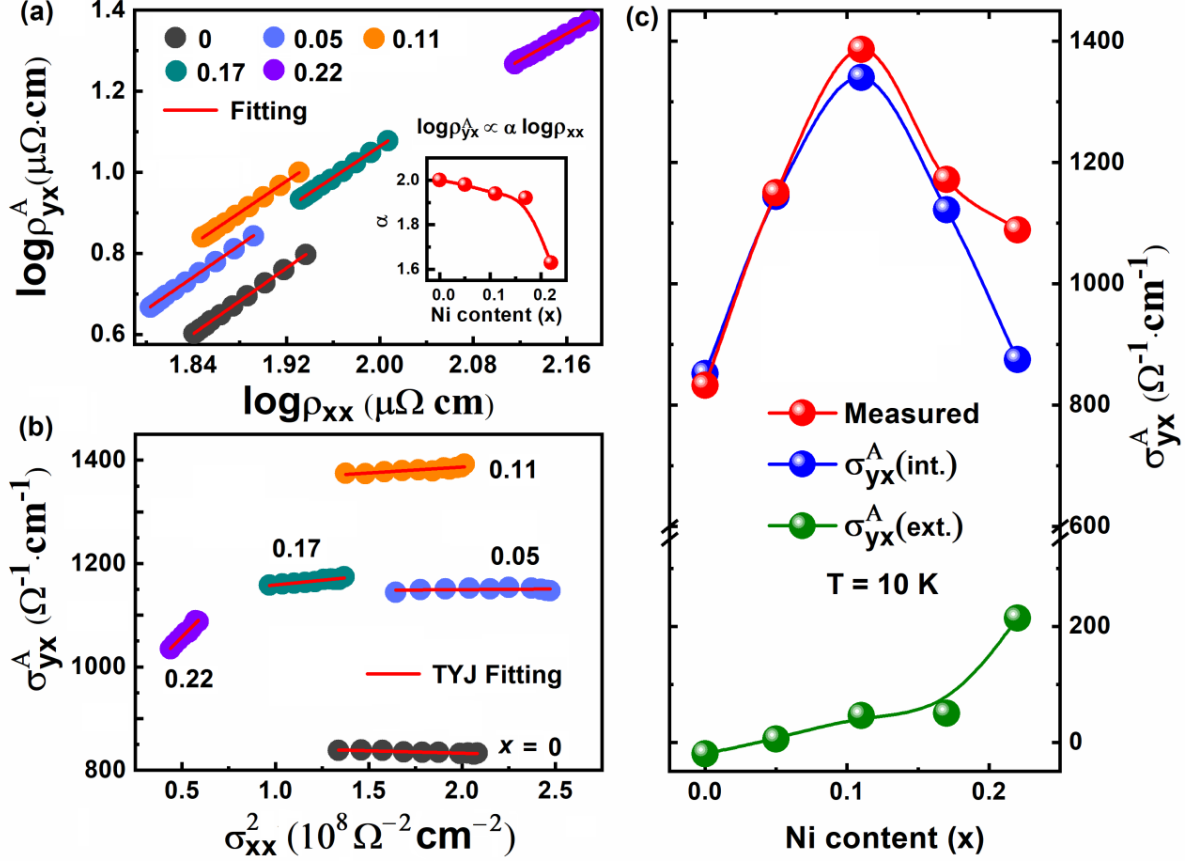 (a)
1.4
1.2
1.0
0.8
0.6
logρ^A_yx(μΩ·cm)
0 0.05 0.11
0.17 0.22
Fitting
logρ^A_yx ∝ α logρ_xx
2.0
1.8
1.6
α
0.0 0.1 0.2
Ni content (x)
1.84 1.92 2.00 2.08 2.16
logρ_xx (μΩ cm)
(b)
1400
1200
1000
800
σ^A_yx (Ω^-1·cm^-1)
0.11
0.17
0.05
0.22
TYJ Fitting
x = 0
0.5 1.0 1.5 2.0 2.5
σ^2_xx (10^8 Ω^-2 cm^-2)
(c)
1400
1200
1000
800
600
200
0
σ^A_yx (Ω^-1·cm^-1)
Measured
σ^A_yx(int.)
σ^A_yx(ext.)
T = 10 K
0.0 0.1 0.2
Ni content (x)